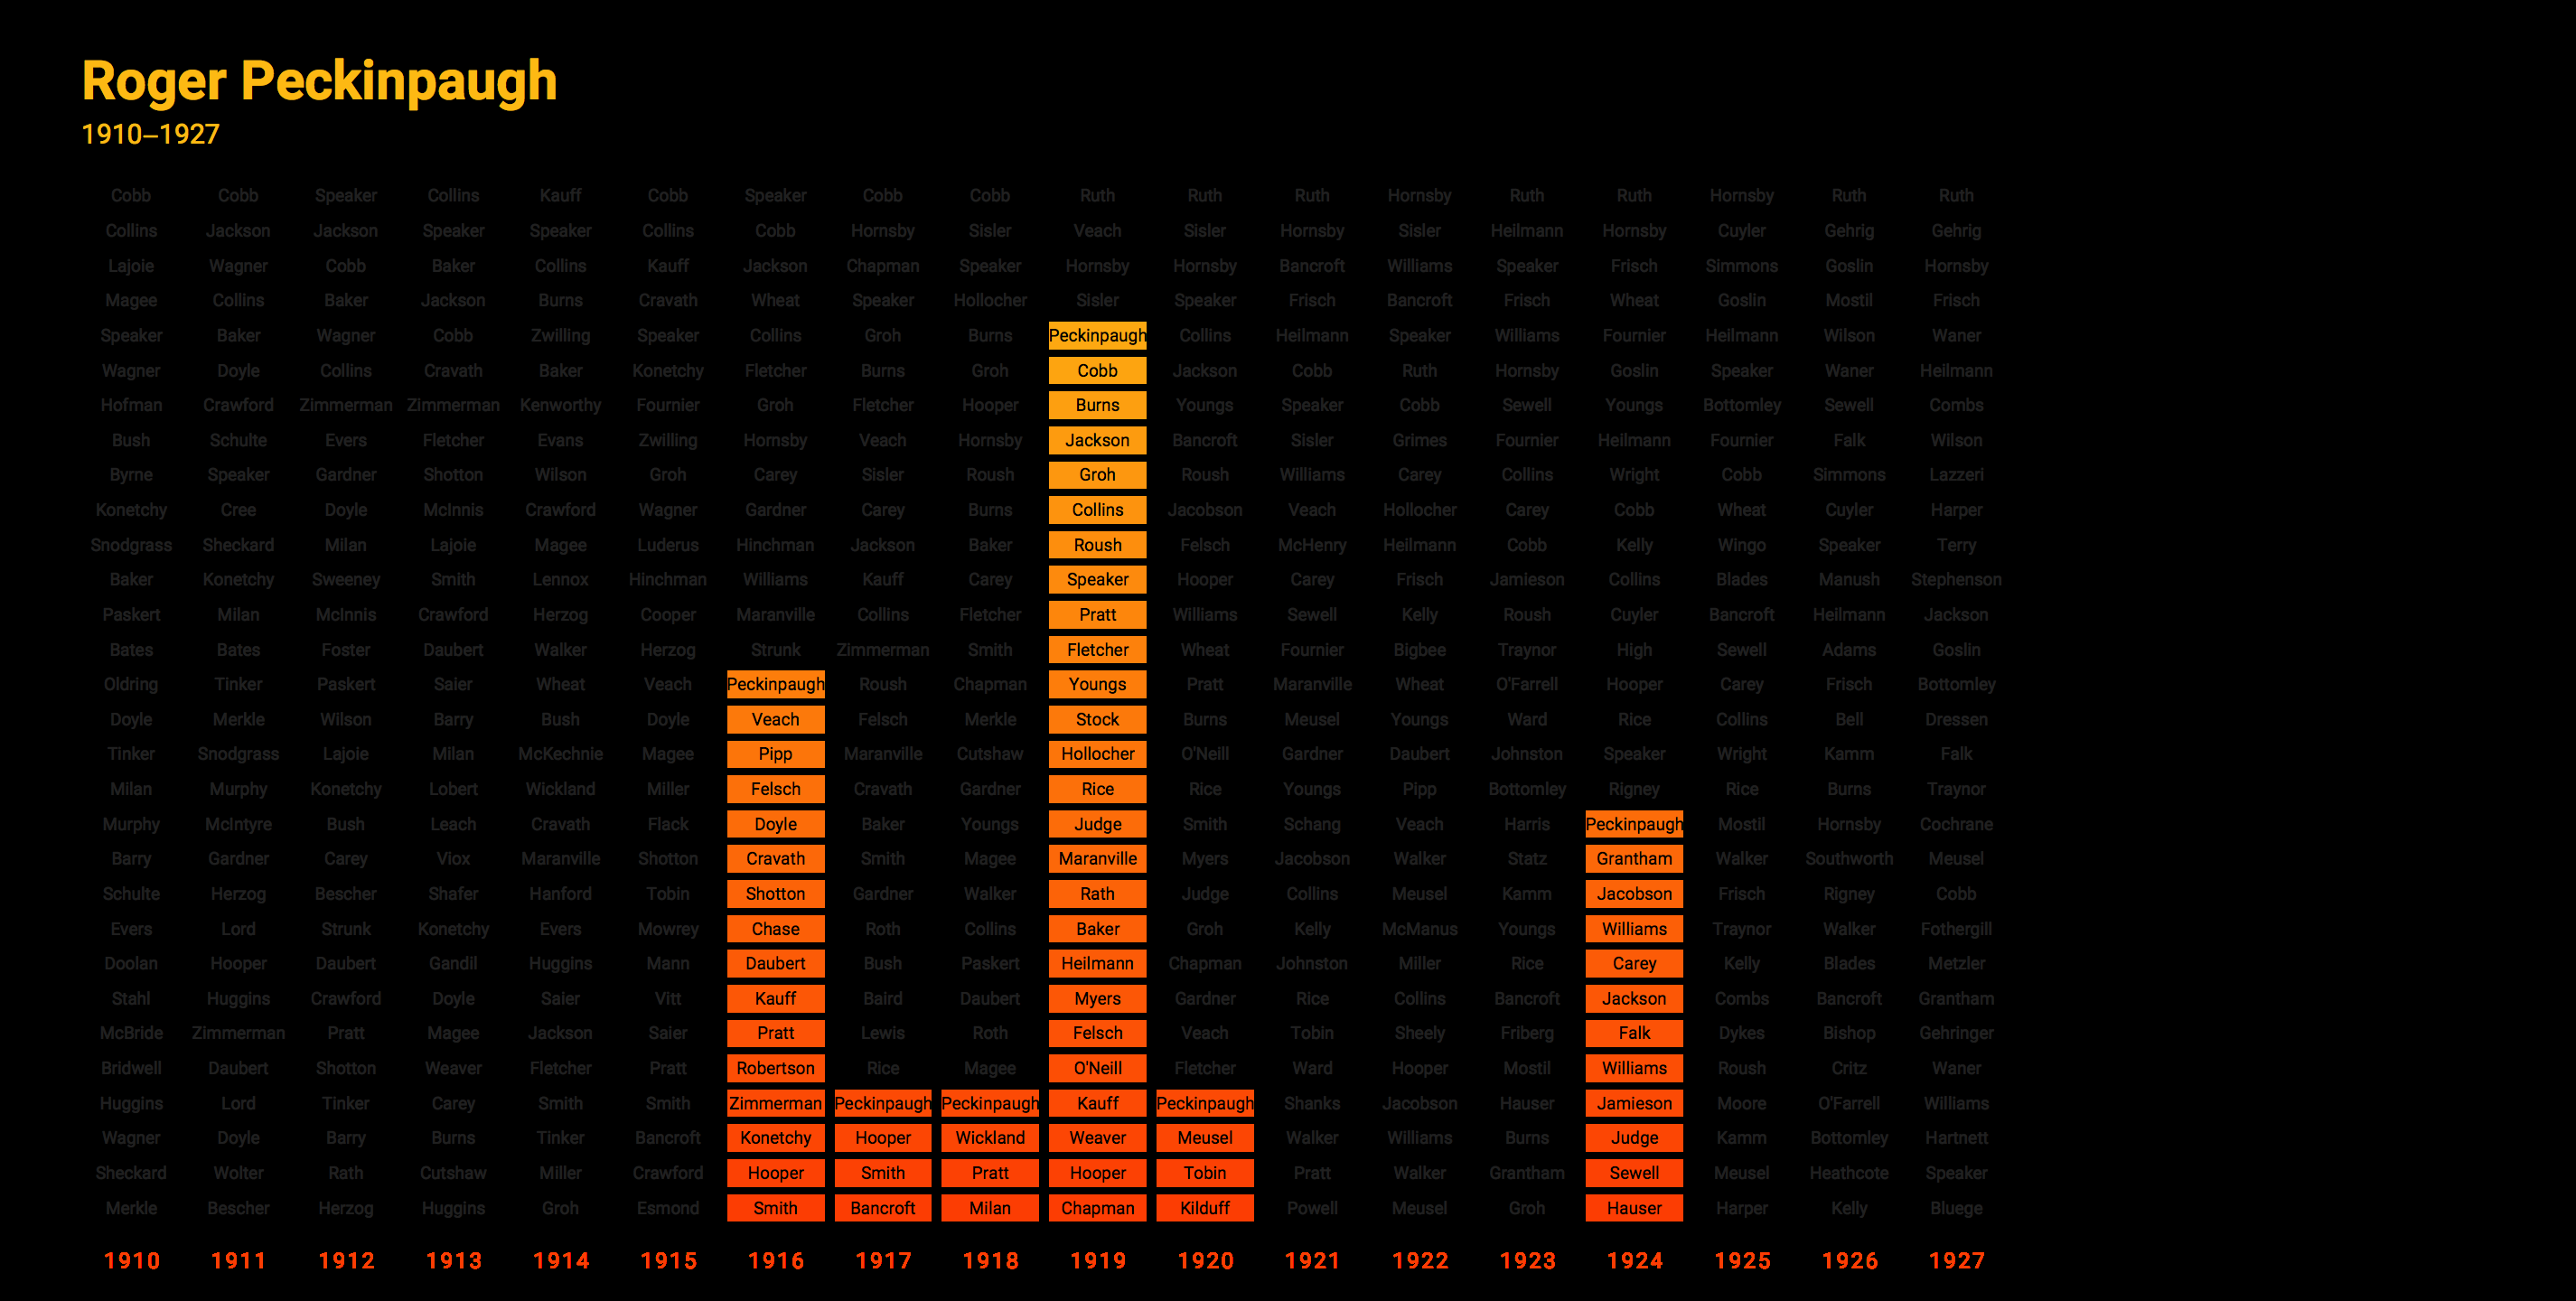 Roger Peckinpaugh
1910–1927
Cobb Cobb Speaker Collins Kauff Cobb Speaker Cobb Cobb Ruth Ruth Ruth Hornsby Ruth Ruth Hornsby Ruth Ruth
Collins Jackson Jackson Speaker Speaker Collins Cobb Hornsby Sisler Veach Sisler Hornsby Sisler Heilmann Hornsby Cuyler Gehrig Gehrig
Lajoie Wagner Cobb Baker Collins Kauff Jackson Chapman Speaker Hornsby Hornsby Bancroft Williams Speaker Frisch Simmons Goslin Hornsby
Magee Collins Baker Jackson Burns Cravath Wheat Speaker Hollocher Sisler Speaker Frisch Bancroft Frisch Wheat Goslin Mostil Frisch
Speaker Baker Wagner Cobb Zwilling Speaker Collins Groh Burns Peckinpaugh Collins Heilmann Speaker Williams Fournier Heilmann Wilson Waner
Wagner Doyle Collins Cravath Baker Konetchy Fletcher Burns Groh Cobb Jackson Cobb Ruth Hornsby Goslin Speaker Waner Heilmann
Hofman Crawford Zimmerman Zimmerman Kenworthy Fournier Groh Fletcher Hooper Burns Youngs Speaker Cobb Sewell Youngs Bottomley Sewell Combs
Bush Schulte Evers Fletcher Evans Zwilling Hornsby Veach Hornsby Jackson Bancroft Sisler Grimes Fournier Heilmann Fournier Falk Wilson
Byrne Speaker Gardner Shotton Wilson Groh Carey Sisler Roush Groh Roush Williams Carey Collins Wright Cobb Simmons Lazzeri
Konetchy Cree Doyle McInnis Crawford Wagner Gardner Carey Burns Collins Jacobson Veach Hollocher Carey Cobb Wheat Cuyler Harper
Snodgrass Sheckard Milan Lajoie Magee Luderus Hinchman Jackson Baker Roush Felsch McHenry Heilmann Cobb Kelly Wingo Speaker Terry
Baker Konetchy Sweeney Smith Lennox Hinchman Williams Kauff Carey Speaker Hooper Carey Frisch Jamieson Collins Blades Manush Stephenson
Paskert Milan McInnis Crawford Herzog Cooper Maranville Collins Fletcher Pratt Williams Sewell Kelly Roush Cuyler Bancroft Heilmann Jackson
Bates Bates Foster Daubert Walker Herzog Strunk Zimmerman Smith Fletcher Wheat Fournier Bigbee Traynor High Sewell Adams Goslin
Oldring Tinker Paskert Saier Wheat Veach Peckinpaugh Roush Chapman Youngs Pratt Maranville Wheat O'Farrell Hooper Carey Frisch Bottomley
Doyle Merkle Wilson Barry Bush Doyle Veach Felsch Merkle Stock Burns Meusel Youngs Ward Rice Collins Bell Dressen
Tinker Snodgrass Lajoie Milan McKechnie Magee Pipp Maranville Cutshaw Hollocher O'Neill Gardner Daubert Johnston Speaker Wright Kamm Falk
Milan Murphy Konetchy Lobert Wickland Miller Felsch Cravath Gardner Rice Rice Youngs Pipp Bottomley Rigney Rice Burns Traynor
Murphy McIntyre Bush Leach Cravath Flack Doyle Baker Youngs Judge Smith Schang Veach Harris Peckinpaugh Mostil Hornsby Cochrane
Barry Gardner Carey Viox Maranville Shotton Cravath Smith Magee Maranville Myers Jacobson Walker Statz Grantham Walker Southworth Meusel
Schulte Herzog Bescher Shafer Hanford Tobin Shotton Gardner Walker Rath Judge Collins Meusel Kamm Jacobson Frisch Rigney Cobb
Evers Lord Strunk Konetchy Evers Mowrey Chase Roth Collins Baker Groh Kelly McManus Youngs Williams Traynor Walker Fothergill
Doolan Hooper Daubert Gandil Huggins Mann Daubert Bush Paskert Heilmann Chapman Johnston Miller Rice Carey Kelly Blades Metzler
Stahl Huggins Crawford Doyle Saier Vitt Kauff Baird Daubert Myers Gardner Rice Collins Bancroft Jackson Combs Bancroft Grantham
McBride Zimmerman Pratt Magee Jackson Saier Pratt Lewis Roth Felsch Veach Tobin Sheely Friberg Falk Dykes Bishop Gehringer
Bridwell Daubert Shotton Weaver Fletcher Pratt Robertson Rice Magee O'Neill Fletcher Ward Hooper Mostil Williams Roush Critz Waner
Huggins Lord Tinker Carey Smith Smith Zimmerman Peckinpaugh Peckinpaugh Kauff Peckinpaugh Shanks Jacobson Hauser Jamieson Moore O'Farrell Williams
Wagner Doyle Barry Burns Tinker Bancroft Konetchy Hooper Wickland Weaver Meusel Walker Williams Burns Judge Kamm Bottomley Hartnett
Sheckard Wolter Rath Cutshaw Miller Crawford Hooper Smith Pratt Hooper Tobin Pratt Walker Grantham Sewell Meusel Heathcote Speaker
Merkle Bescher Herzog Huggins Groh Esmond Smith Bancroft Milan Chapman Kilduff Powell Meusel Groh Hauser Harper Kelly Bluege
1910 1911 1912 1913 1914 1915 1916 1917 1918 1919 1920 1921 1922 1923 1924 1925 1926 1927